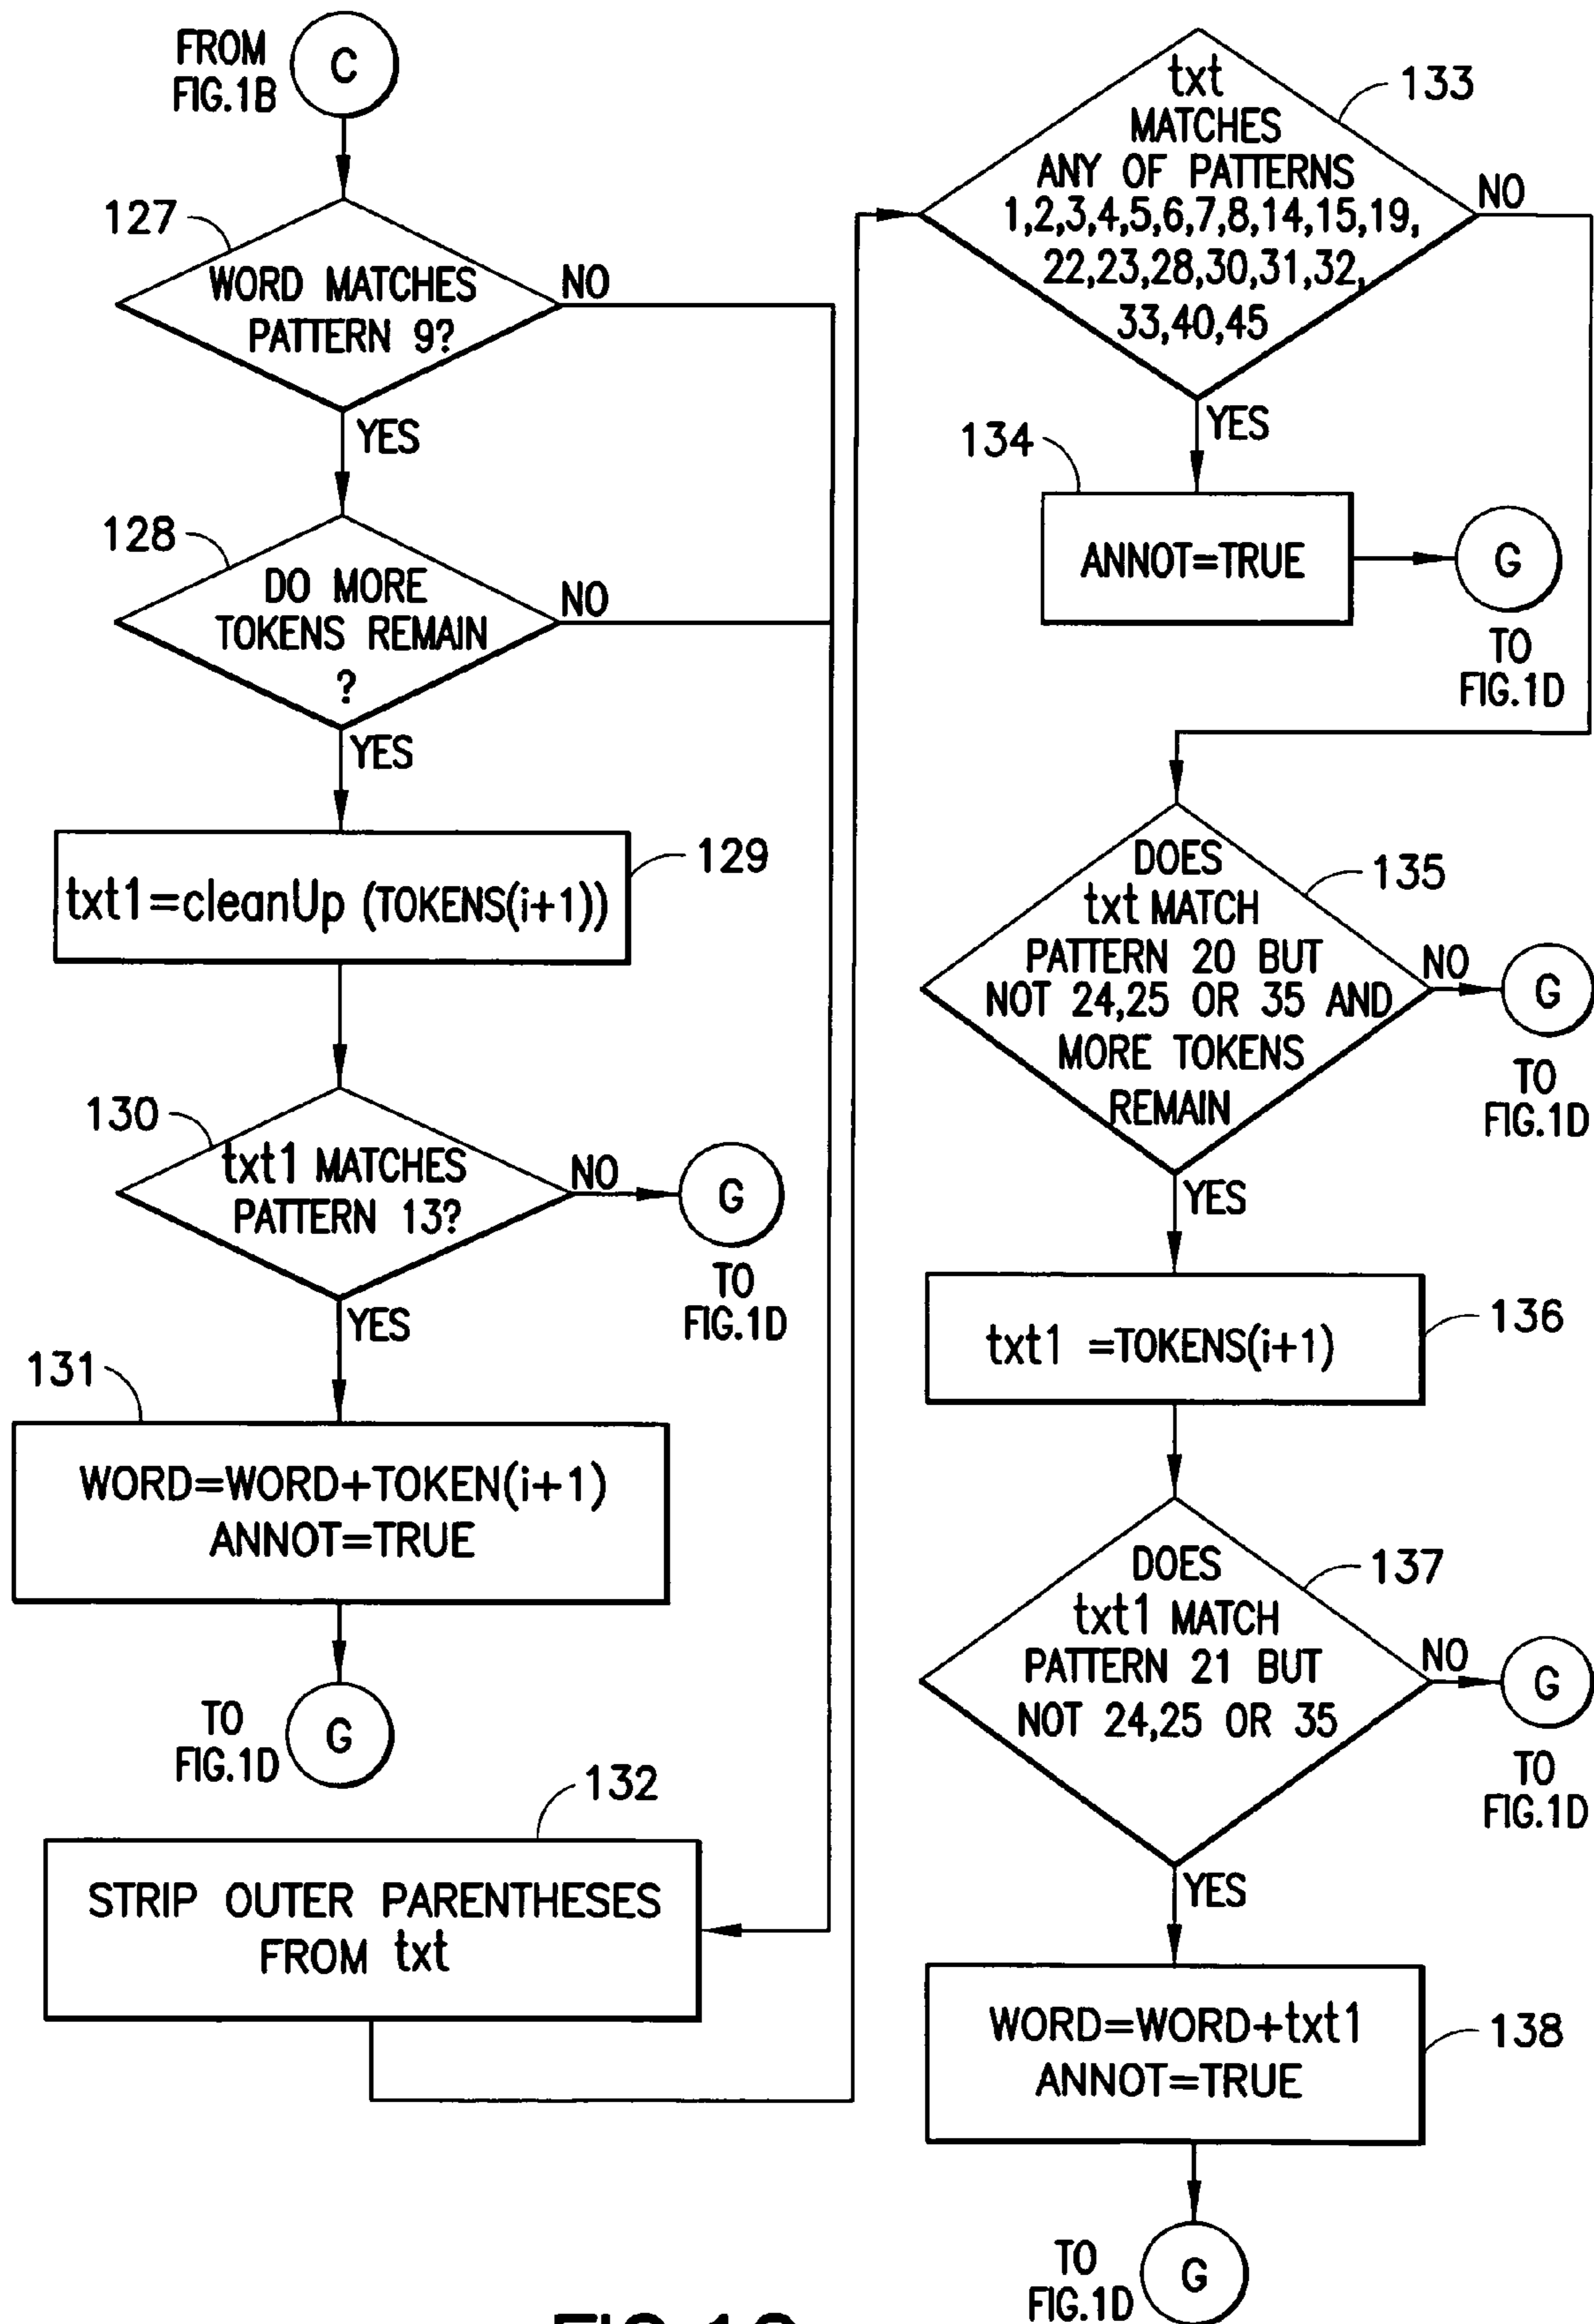 FROM
FIG.1B
C
127
WORD MATCHES
PATTERN 9?
NO
YES
128
DO MORE
TOKENS REMAIN
?
NO
YES
129
txt1=cleanUp (TOKENS(i+1))
130
txt1 MATCHES
PATTERN 13?
NO
G
TO
FIG.1D
YES
131
WORD=WORD+TOKEN(i+1)
ANNOT=TRUE
TO
FIG.1D
G
132
STRIP OUTER PARENTHESES
FROM txt
133
txt
MATCHES
ANY OF PATTERNS
1,2,3,4,5,6,7,8,14,15,19,
22,23,28,30,31,32,
33,40,45
NO
YES
134
ANNOT=TRUE
G
TO
FIG.1D
135
DOES
txt MATCH
PATTERN 20 BUT
NOT 24,25 OR 35 AND
MORE TOKENS
REMAIN
NO
G
TO
FIG.1D
YES
136
txt1 =TOKENS(i+1)
137
DOES
txt1 MATCH
PATTERN 21 BUT
NOT 24,25 OR 35
NO
G
TO
FIG.1D
YES
138
WORD=WORD+txt1
ANNOT=TRUE
TO
FIG.1D
G